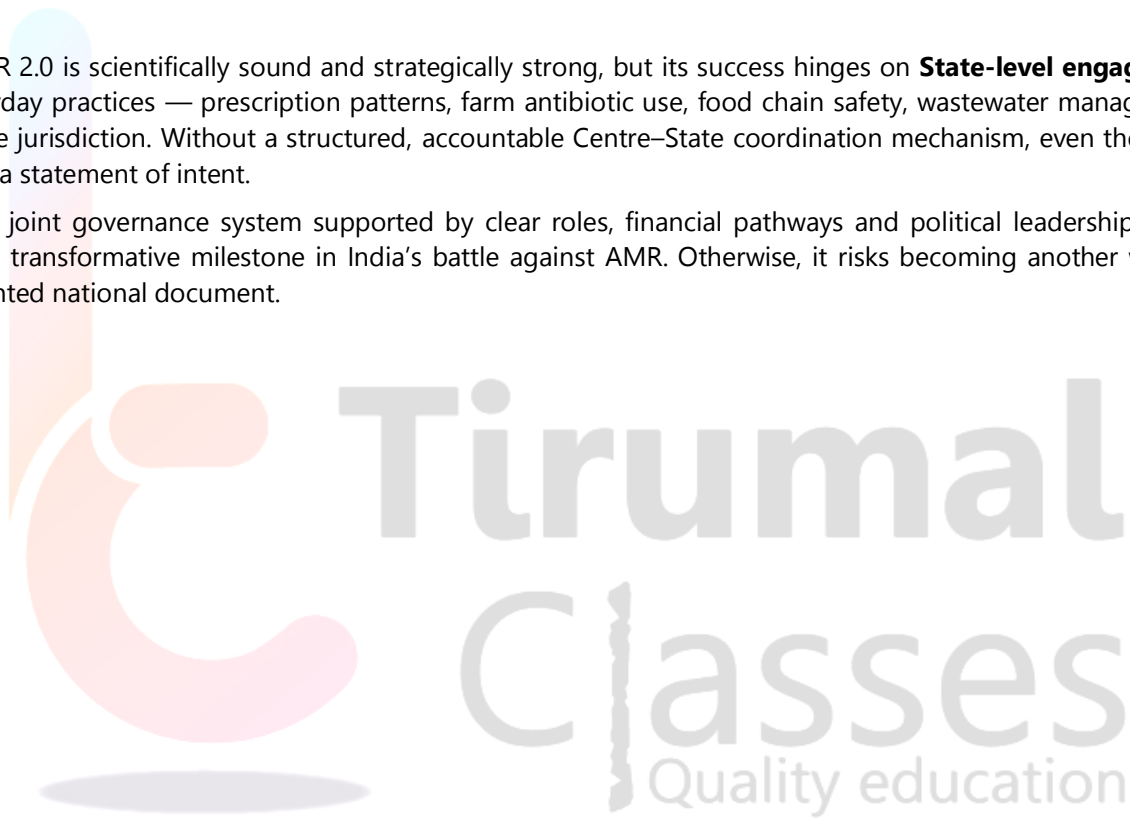 R 2.0 is scientifically sound and strategically strong, but its success hinges on State-level engag
day practices — prescription patterns, farm antibiotic use, food chain safety, wastewater manag
e jurisdiction. Without a structured, accountable Centre–State coordination mechanism, even the
a statement of intent.
joint governance system supported by clear roles, financial pathways and political leadership
transformative milestone in India's battle against AMR. Otherwise, it risks becoming another
nted national document.
Tirumal
Classes
Quality education